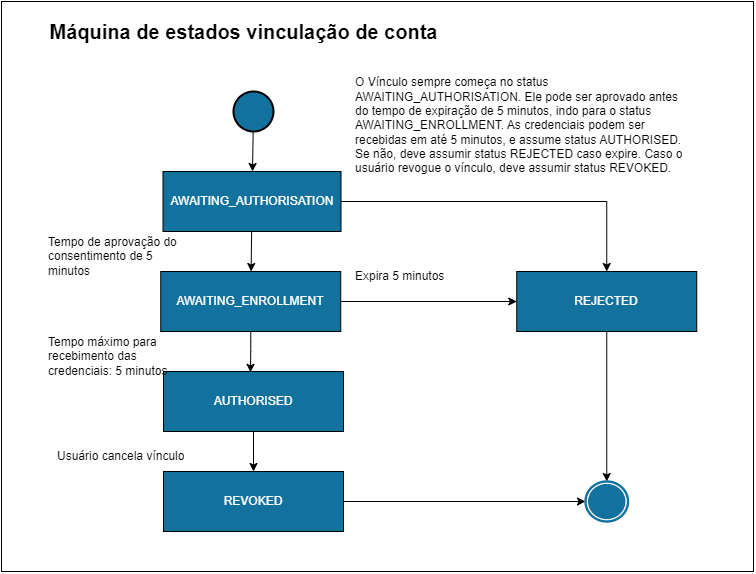 Máquina de estados vinculação de conta
O Vínculo sempre começa no status
AWAITING_AUTHORISATION. Ele pode ser aprovado antes
do tempo de expiração de 5 minutos, indo para o status
AWAITING_ENROLLMENT. As credenciais podem ser
recebidas em até 5 minutos, e assume status AUTHORISED.
Se não, deve assumir status REJECTED caso expire. Caso o
usuário revogue o vínculo, deve assumir status REVOKED.
AWAITING_AUTHORISATION
Tempo de aprovação do
consentimento de 5
minutos
Expira 5 minutos
AWAITING_ENROLLMENT
REJECTED
Tempo máximo para
recebimento das
credenciais: 5 minutos
AUTHORISED
Usuário cancela vínculo
REVOKED